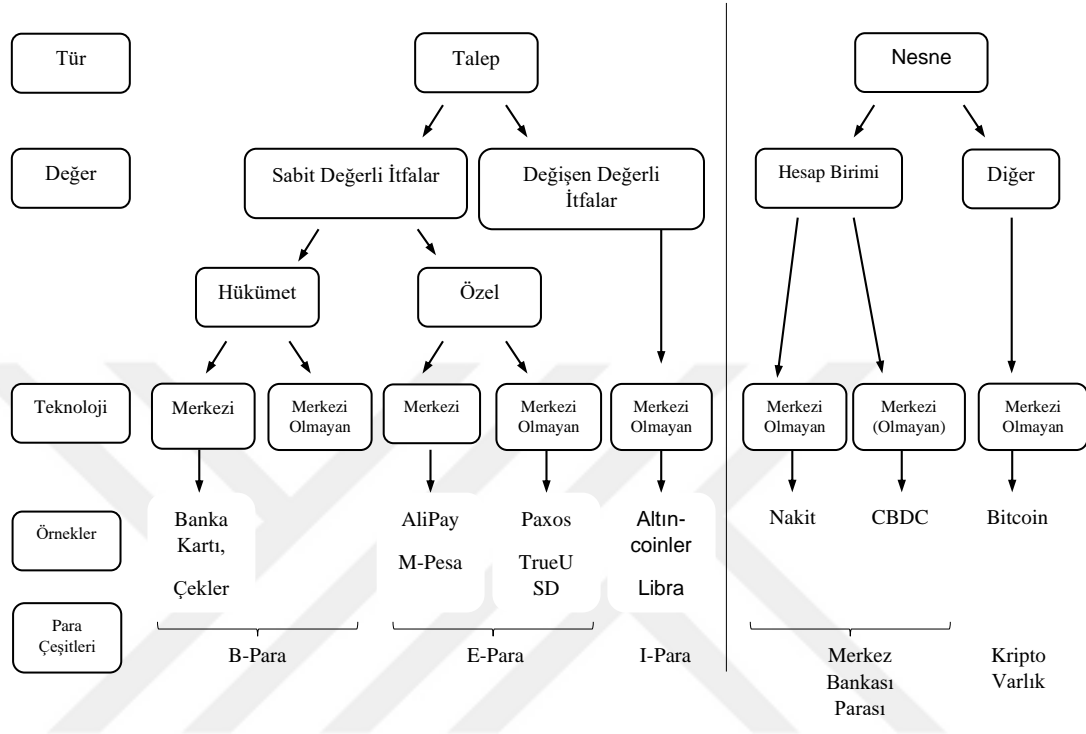 Tür
Talep
Nesne
Değer
Sabit Değerli İtfalar
Değişen Değerli
İtfalar
Hesap Birimi
Diğer
Hükümet
Özel
Teknoloji
Merkezi
Merkezi
Olmayan
Merkezi
Merkezi
Olmayan
Merkezi
Olmayan
Merkezi
Olmayan
Merkezi
(Olmayan)
Merkezi
Olmayan
Örnekler
Banka
Kartı,
Çekler
AliPay
M-Pesa
Paxos
TrueU
SD
Altın-
coinler
Libra
Nakit
CBDC
Bitcoin
Para
Çeşitleri
B-Para
E-Para
I-Para
Merkez
Bankası
Parası
Kripto
Varlık